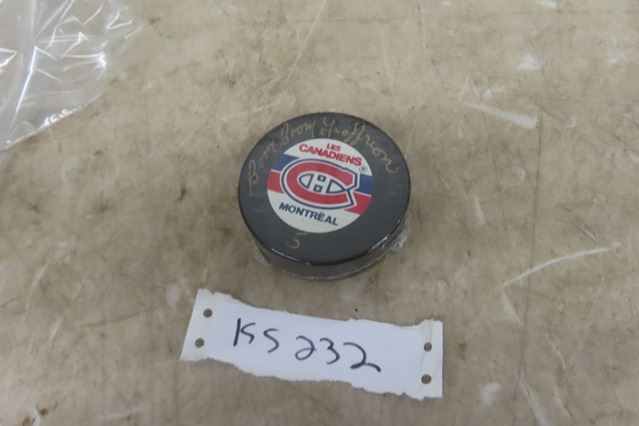 Boom Boom Geoffrion
LES
CANADIENS®
MONTRÉAL
5
KS232